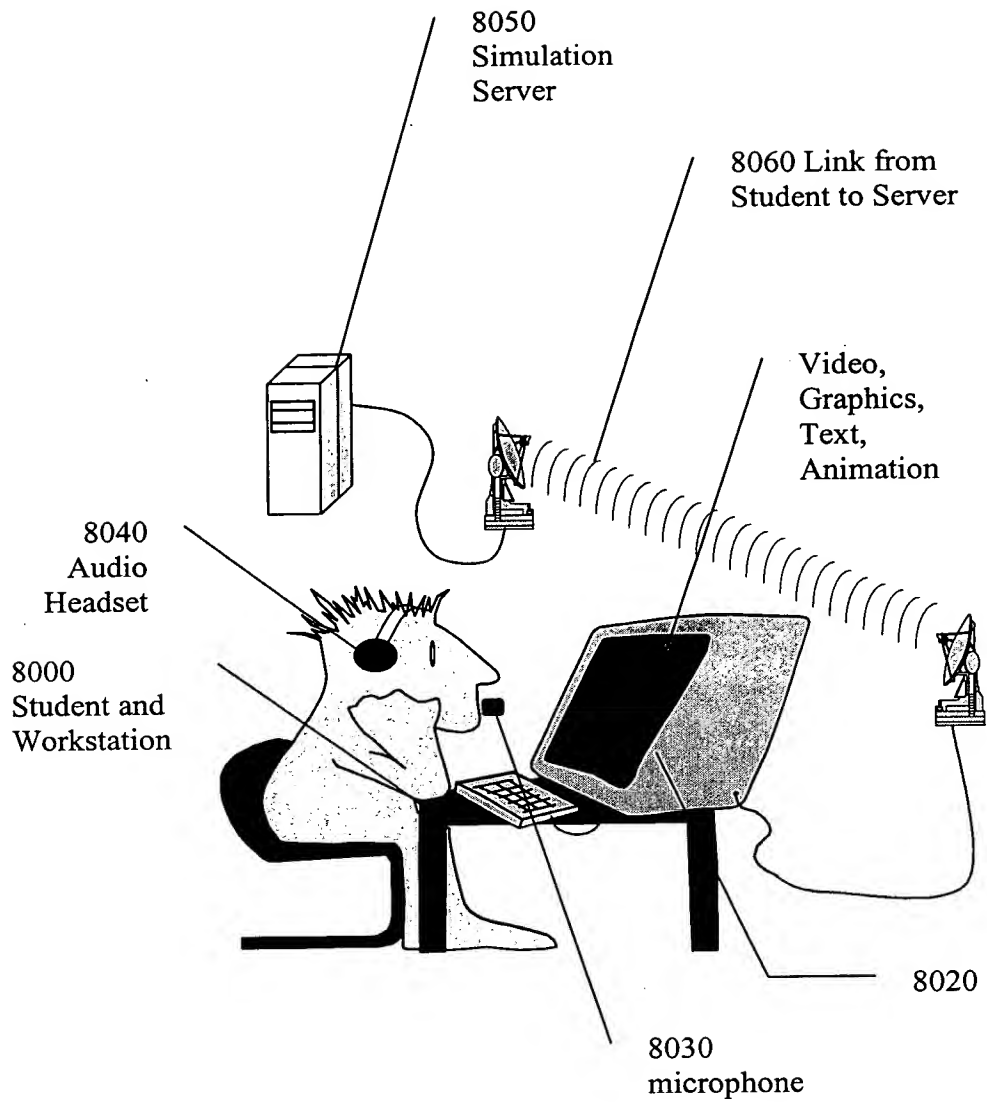 8050
Simulation
Server
8060 Link from
Student to Server
Video,
Graphics,
Text,
Animation
8040
Audio
Headset
8000
Student and
Workstation
8020
8030
microphone